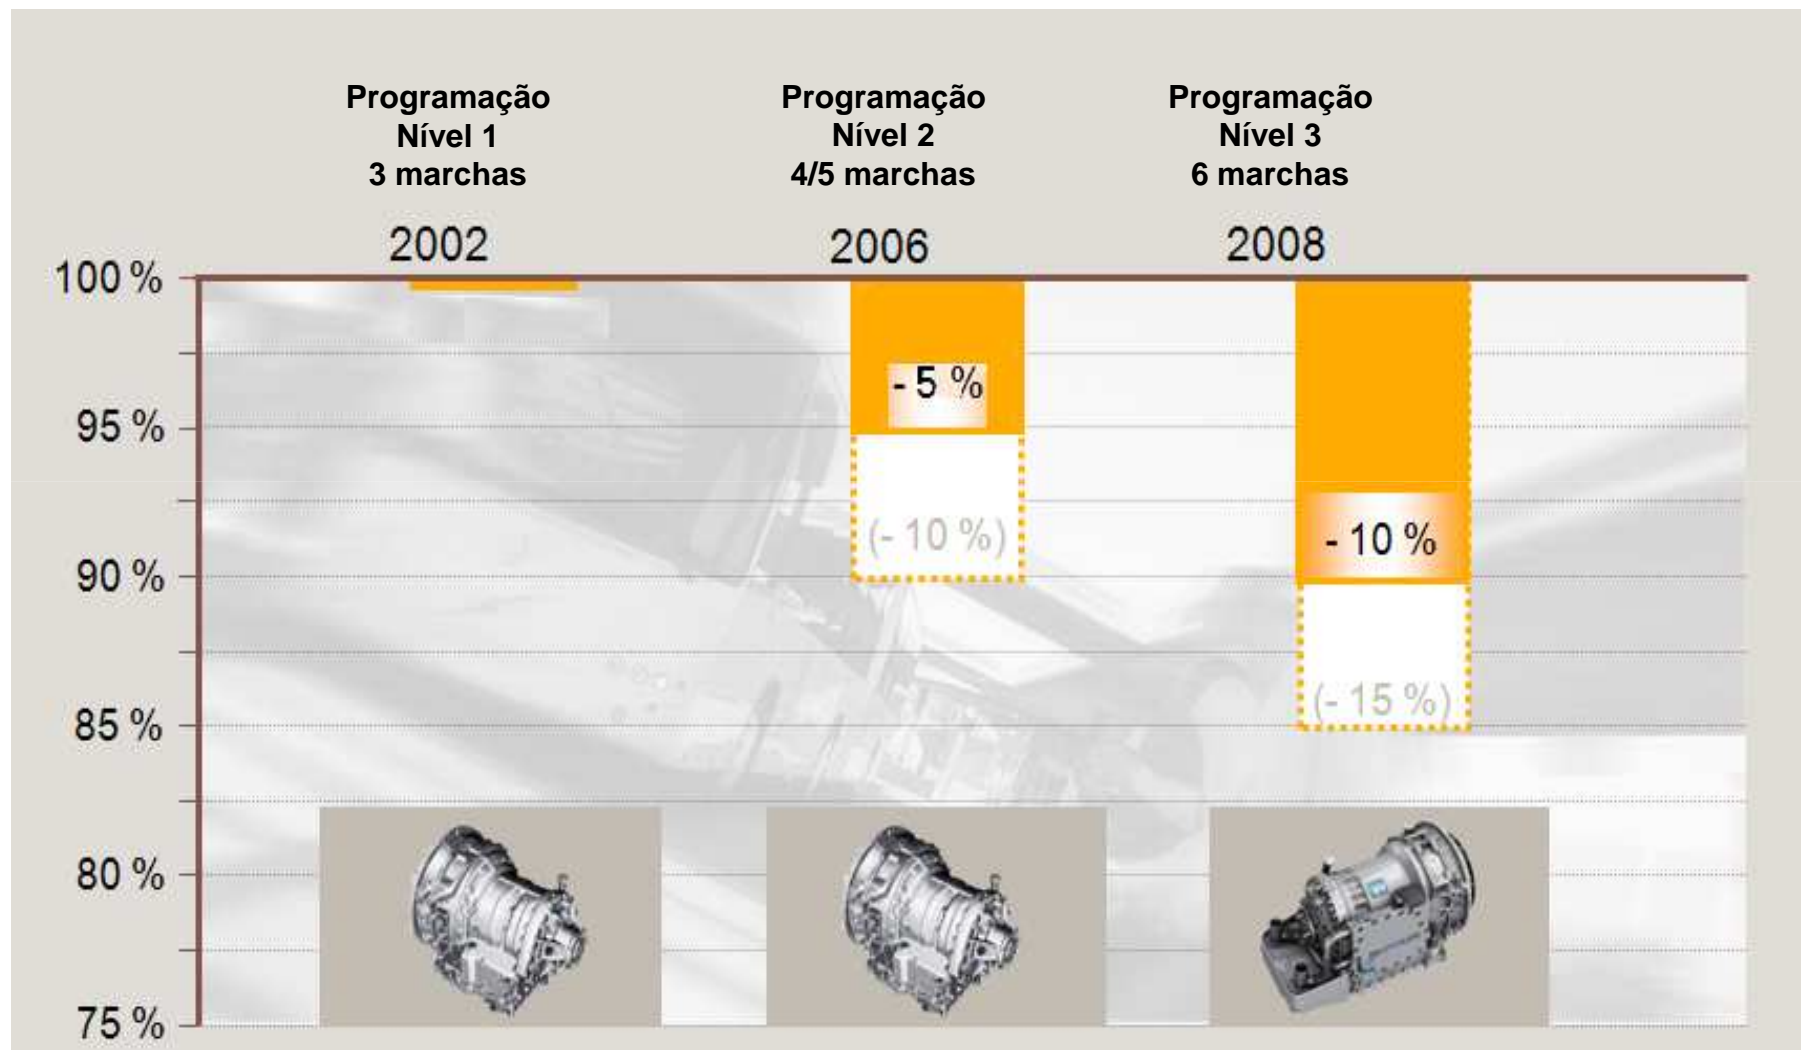 Programação
Nível 1
3 marchas
Programação
Nível 2
4/5 marchas
Programação
Nível 3
6 marchas
2002
2006
2008
100 %
95 %
90 %
85 %
80 %
75 %
- 5 %
(- 10 %)
- 10 %
(- 15 %)